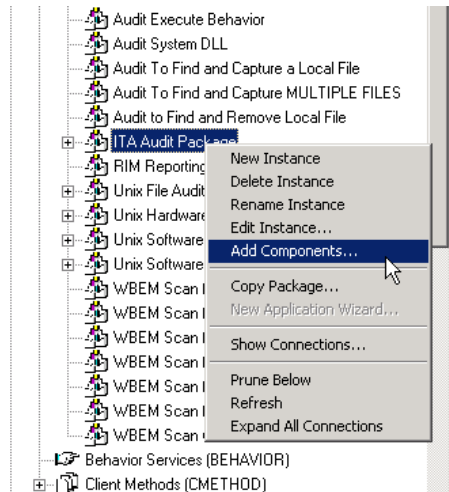 Audit Execute Behavior
Audit System DLL
Audit To Find and Capture a Local File
Audit To Find and Capture MULTIPLE FILES
Audit to Find and Remove Local File
ITA Audit Package
RIM Reporting
Unix File Audit
Unix Hardware
Unix Software
Unix Software
WBEM Scan
WBEM Scan
WBEM Scan
WBEM Scan
WBEM Scan
WBEM Scan
WBEM Scan
Behavior Services (BEHAVIOR)
Client Methods (CMETHOD)
New Instance
Delete Instance
Rename Instance
Edit Instance...
Add Components...
Copy Package...
New Application Wizard...
Show Connections...
Prune Below
Refresh
Expand All Connections